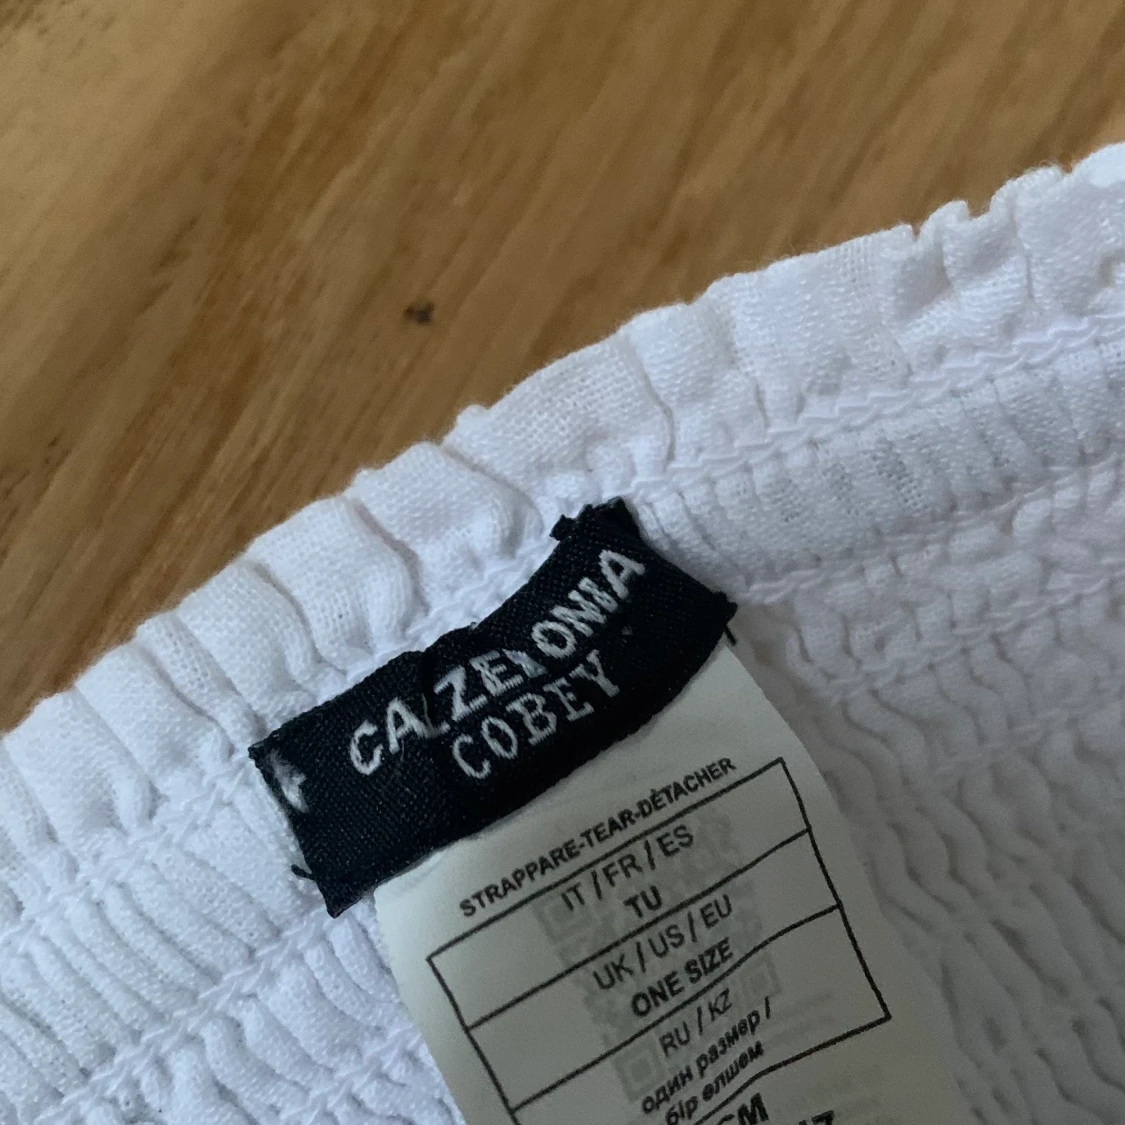 CALZEDONIA
COBEY
STRAPPARE-TEAR-DÉTACHER
IT / FR / ES
TU
UK / US / EU
ONE SIZE
RU / KZ
один размер /
бір өлшем